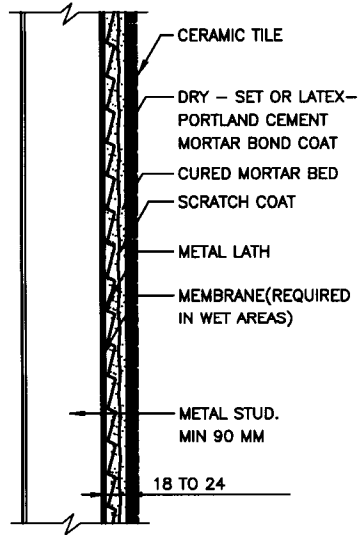 CERAMIC TILE
DRY – SET OR LATEX–
PORTLAND CEMENT
MORTAR BOND COAT
CURED MORTAR BED
SCRATCH COAT
METAL LATH
MEMBRANE(REQUIRED
IN WET AREAS)
METAL STUD.
MIN 90 MM
18 TO 24